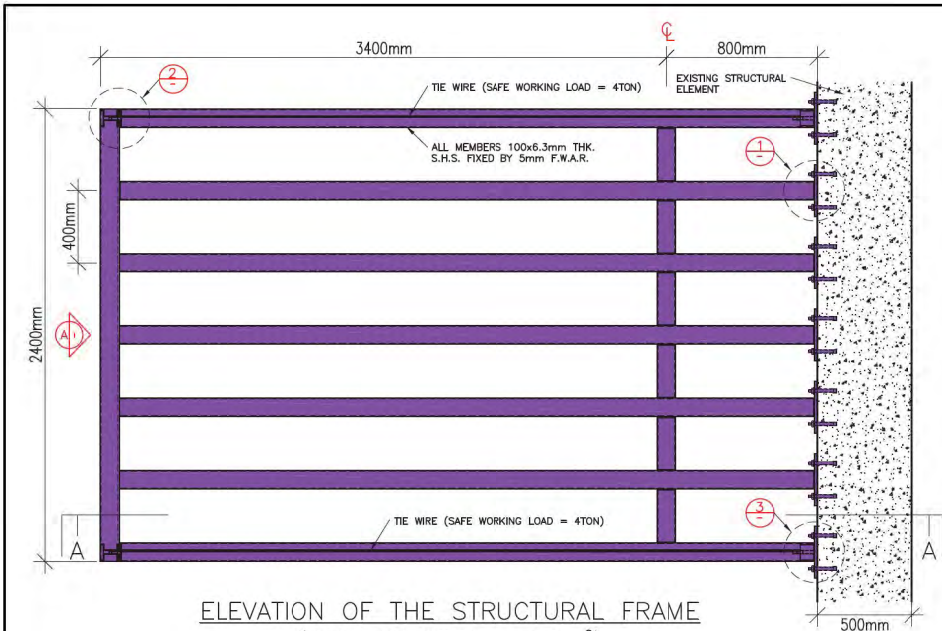 3400mm
℄
800mm
2
-
TIE WIRE (SAFE WORKING LOAD = 4TON)
EXISTING STRUCTURAL
ELEMENT
ALL MEMBERS 100x6.3mm THK.
S.H.S. FIXED BY 5mm F.W.A.R.
1
-
400mm
2400mm
A
TIE WIRE (SAFE WORKING LOAD = 4TON)
3
-
A
A
ELEVATION OF THE STRUCTURAL FRAME
500mm